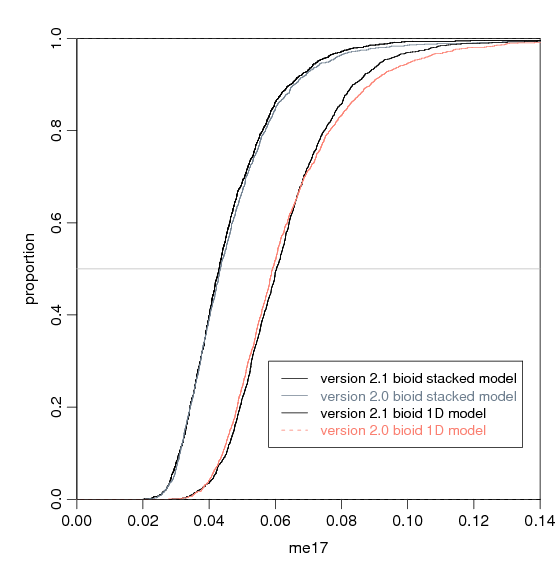 proportion
1.0
0.8
0.6
0.4
0.2
0.0
version 2.1 bioid stacked model
version 2.0 bioid stacked model
version 2.1 bioid 1D model
version 2.0 bioid 1D model
0.00 0.02 0.04 0.06 0.08 0.10 0.12 0.14
me17